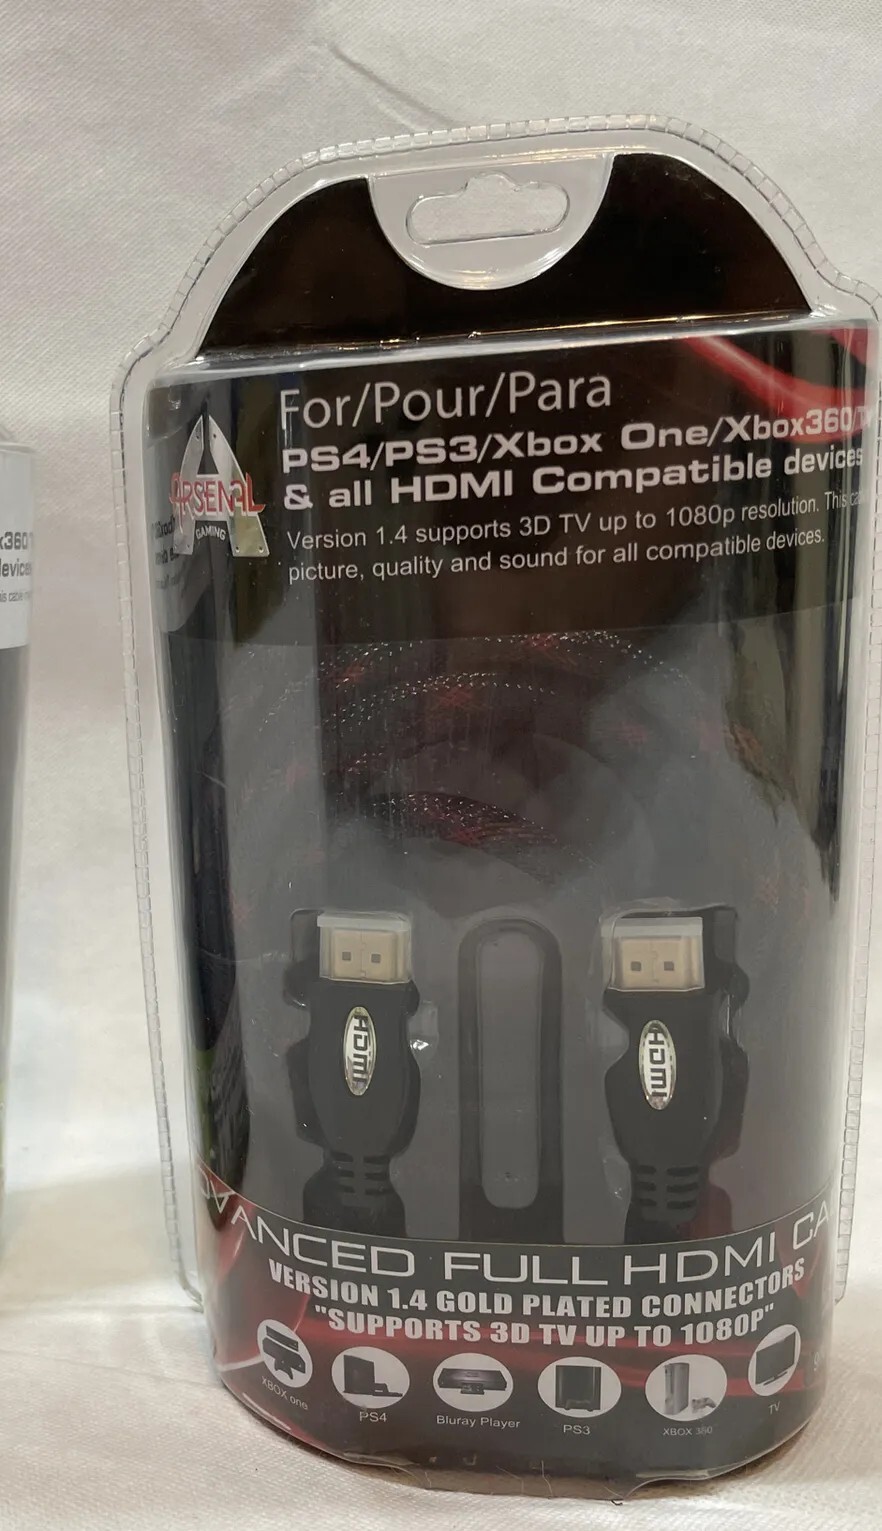 For/Pour/Para
PS4/PS3/Xbox One/Xbox360/
& all HDMI Compatible devices
Version 1.4 supports 3D TV up to 1080p resolution. This
picture, quality and sound for all compatible devices.
ARSENAL
GAMING
HDMI
HDMI
ADVANCED FULL HDMI CA
VERSION 1.4 GOLD PLATED CONNECTORS
"SUPPORTS 3D TV UP TO 1080P"
XBOX one
PS4
Bluray Player
PS3
XBOX 360
TV